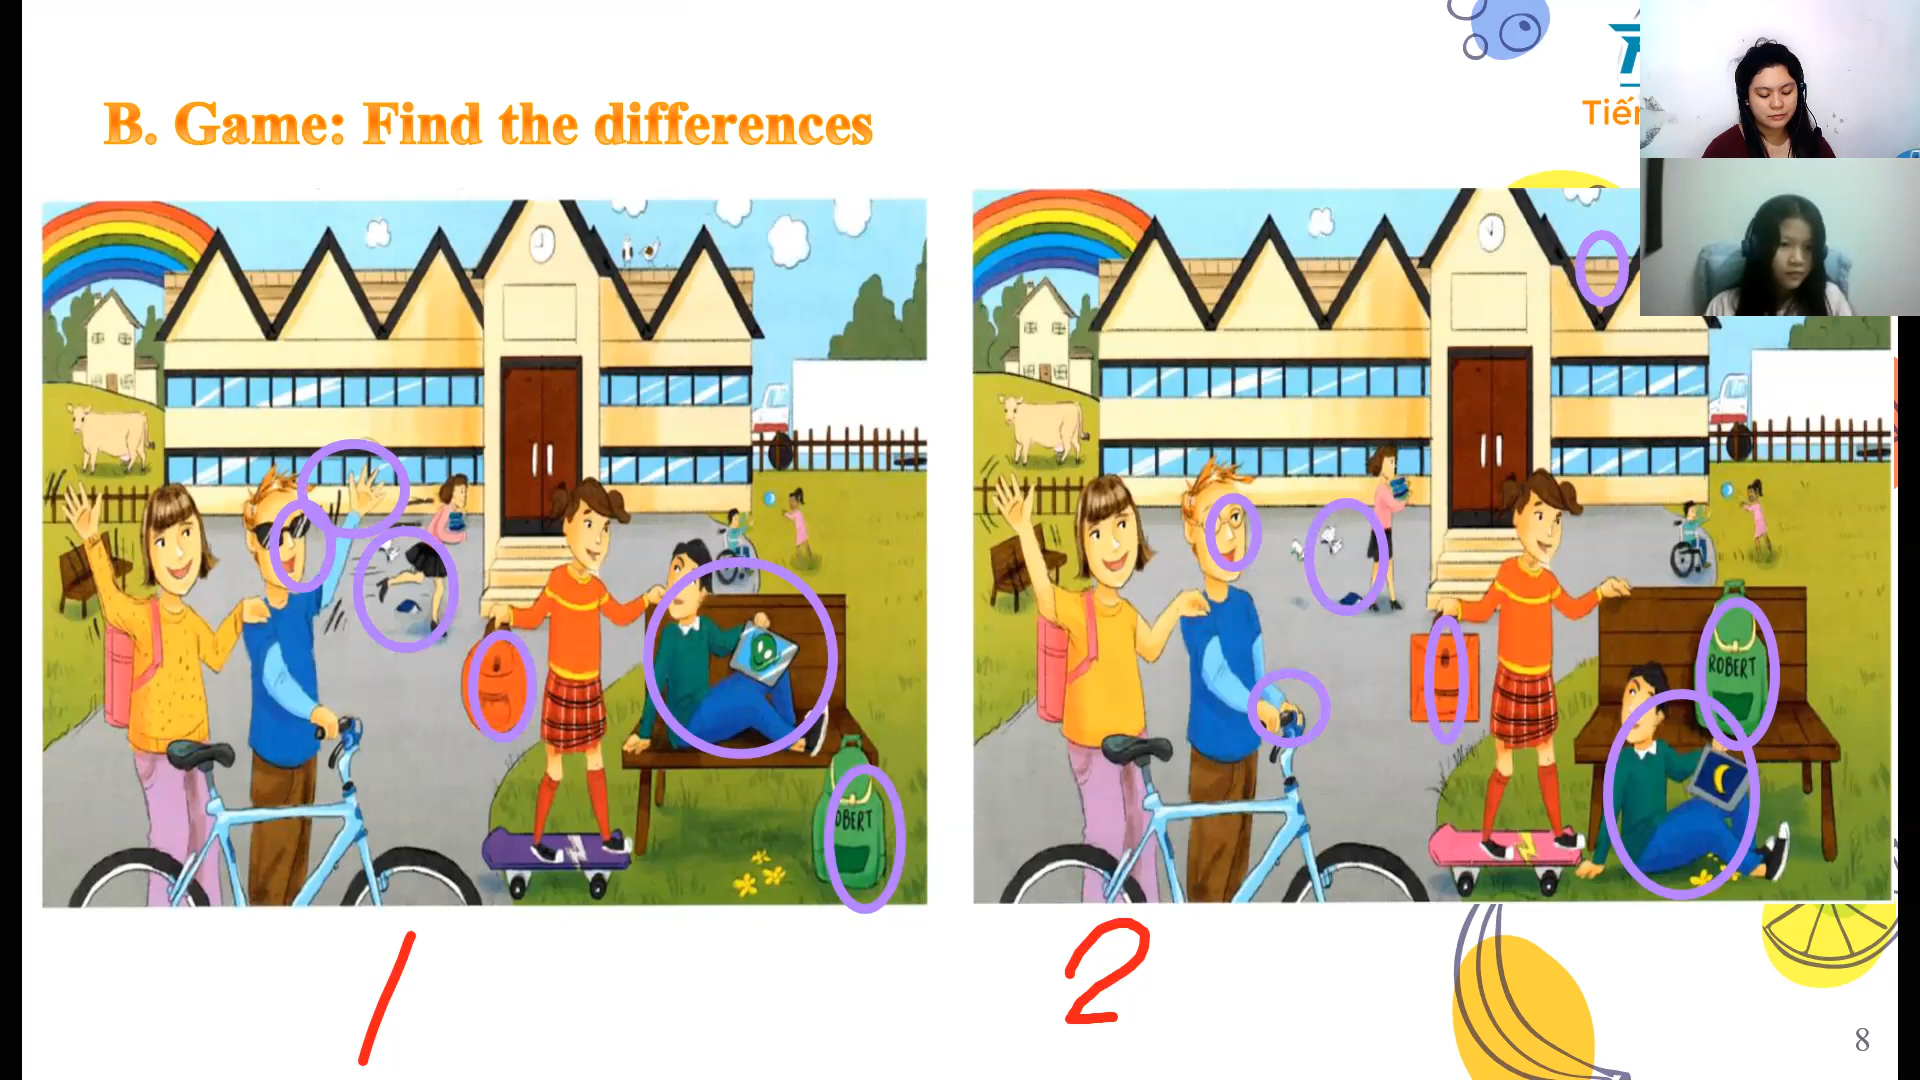 B. Game: Find the differences
Tiến
OBERT
ROBERT
1
2
8